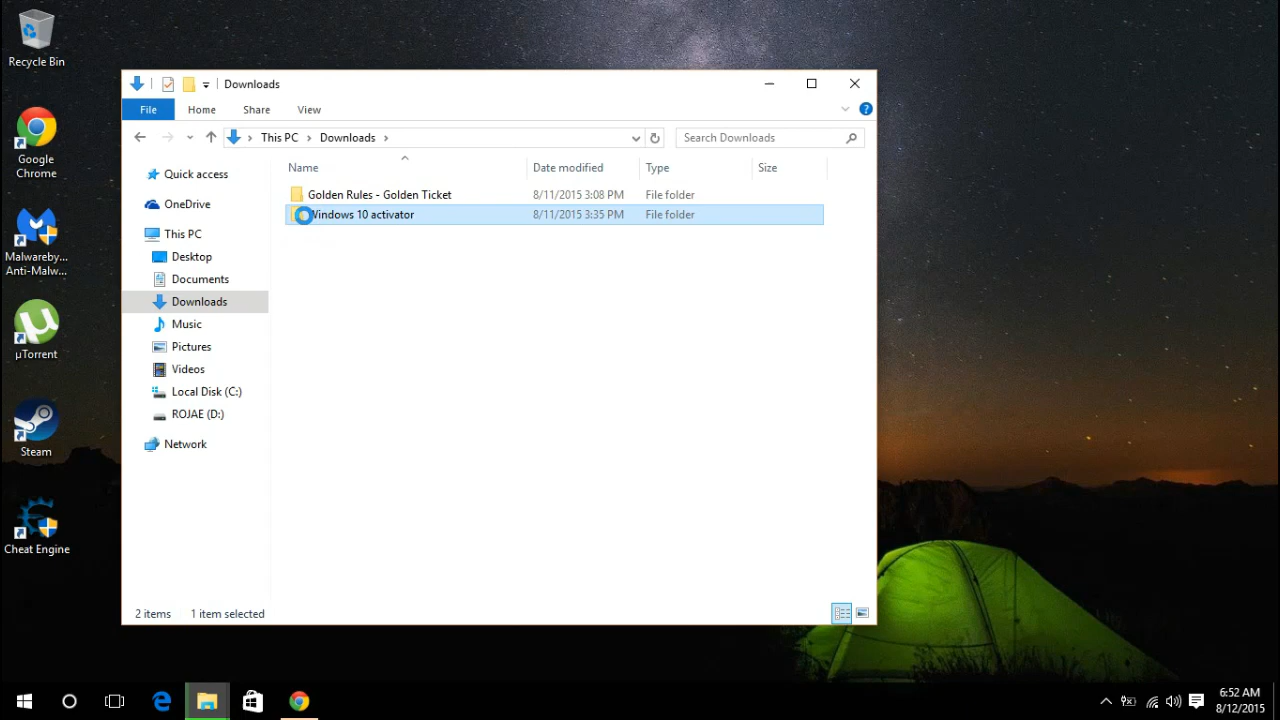 Recycle Bin
Google
Chrome
Malwareby...
Anti-Malw...
µTorrent
Steam
Cheat Engine
Downloads
File Home Share View
This PC Downloads
Search Downloads
Name Date modified Type Size
Golden Rules - Golden Ticket 8/11/2015 3:08 PM File folder
Windows 10 activator 8/11/2015 3:35 PM File folder
Quick access
OneDrive
This PC
Desktop
Documents
Downloads
Music
Pictures
Videos
Local Disk (C:)
ROJAE (D:)
Network
2 items 1 item selected
6:52 AM
8/12/2015